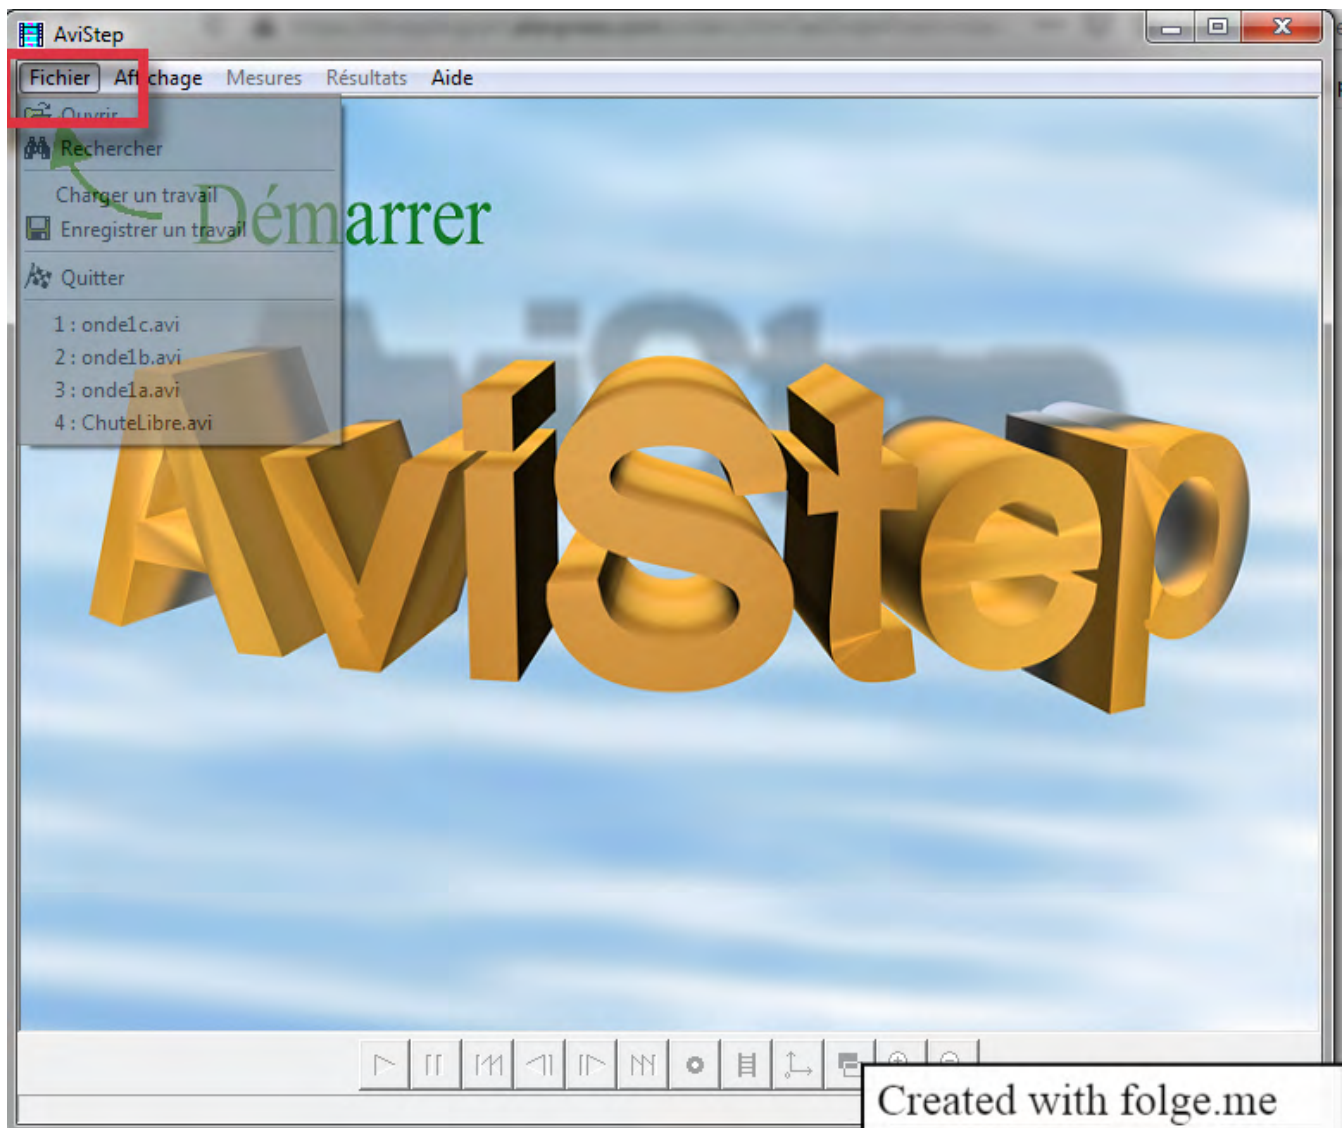 AviStep
Fichier Affichage Mesures Résultats Aide
Ouvrir
Rechercher
Charger un travail
Enregistrer un travail
Quitter
1 : onde1c.avi
2 : onde1b.avi
3 : onde1a.avi
4 : ChuteLibre.avi
Démarrer
AviStep
Created with folge.me